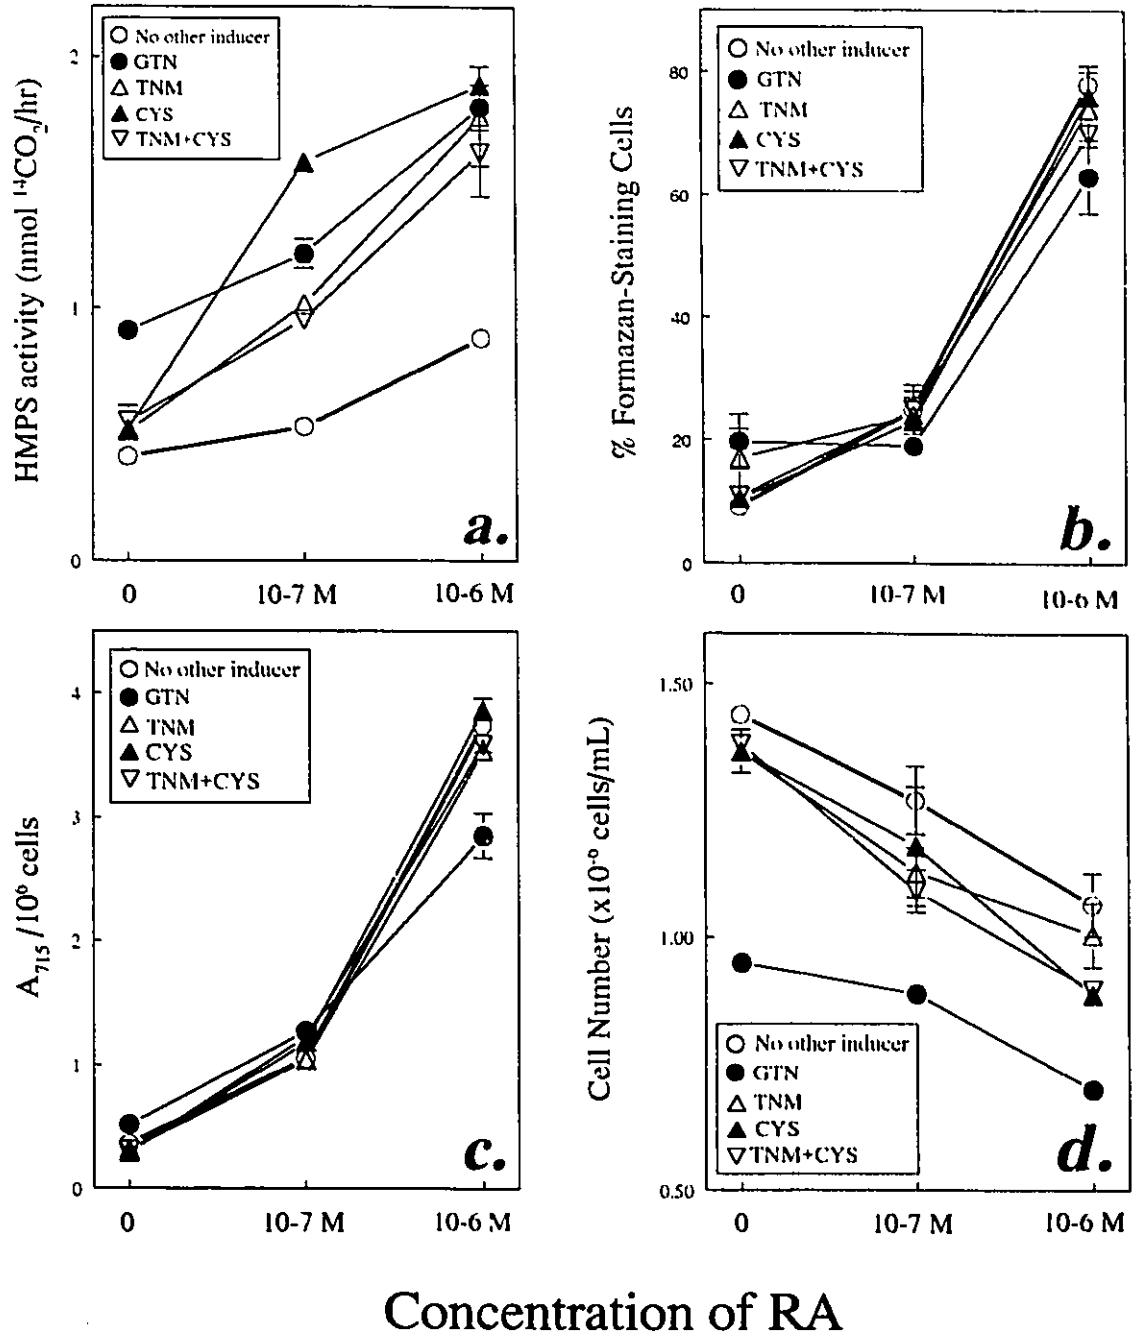 HMPS activity (nmol ¹⁴CO₂/hr)
2
1
0
No other inducer
GTN
TNM
CYS
TNM+CYS
a.
0 10-7 M 10-6 M
% Formazan-Staining Cells
80
60
40
20
0
No other inducer
GTN
TNM
CYS
TNM+CYS
b.
0 10-7 M 10-6 M
A₇₁₅ /10⁶ cells
4
3
2
1
0
No other inducer
GTN
TNM
CYS
TNM+CYS
c.
0 10-7 M 10-6 M
Cell Number (x10⁻⁶ cells/mL)
1.50
1.00
0.50
No other inducer
GTN
TNM
CYS
TNM+CYS
d.
0 10-7 M 10-6 M
Concentration of RA